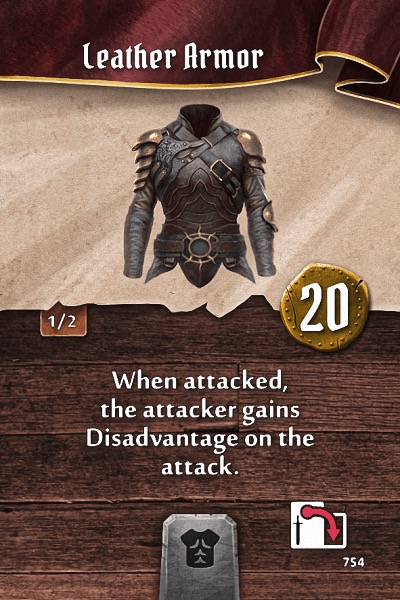 Leather Armor
1/2
20
When attacked,
the attacker gains
Disadvantage on the
attack.
754